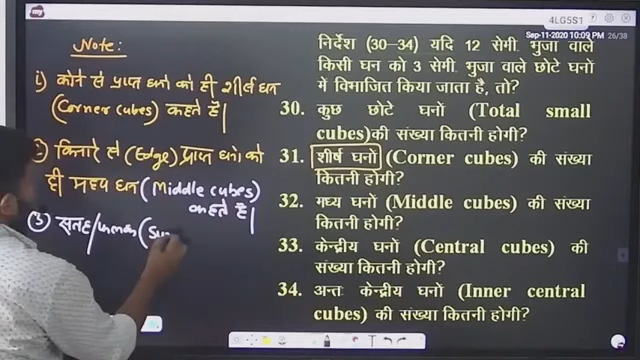 my
4LG5S1
Sep-11-2020 10:09 PM
26/38
Note:
i) कोने से प्राप्त घनो को ही शीर्ष घन
(Corner cubes) कहते है|
किनारे से (Edge) प्राप्त घनो को
ही मध्य घन (Middle cubes)
कहते है|
③ सतह/फलक (Su
निर्देश (30–34) यदि 12 सेमी. भुजा वाले
किसी घन को 3 सेमी. भुजा वाले छोटे घनों
में विभाजित किया जाता है, तो?
30. कुछ छोटे घनों (Total small
cubes)की संख्या कितनी होगी?
31. शीर्ष घनों (Corner cubes) की संख्या
कितनी होगी?
32. मध्य घनों (Middle cubes) की संख्या
कितनी होगी?
33. केन्द्रीय घनों (Central cubes) की
संख्या कितनी होगी?
34. अन्तः केन्द्रीय घनों (Inner central
cubes) की संख्या कितनी होगी?